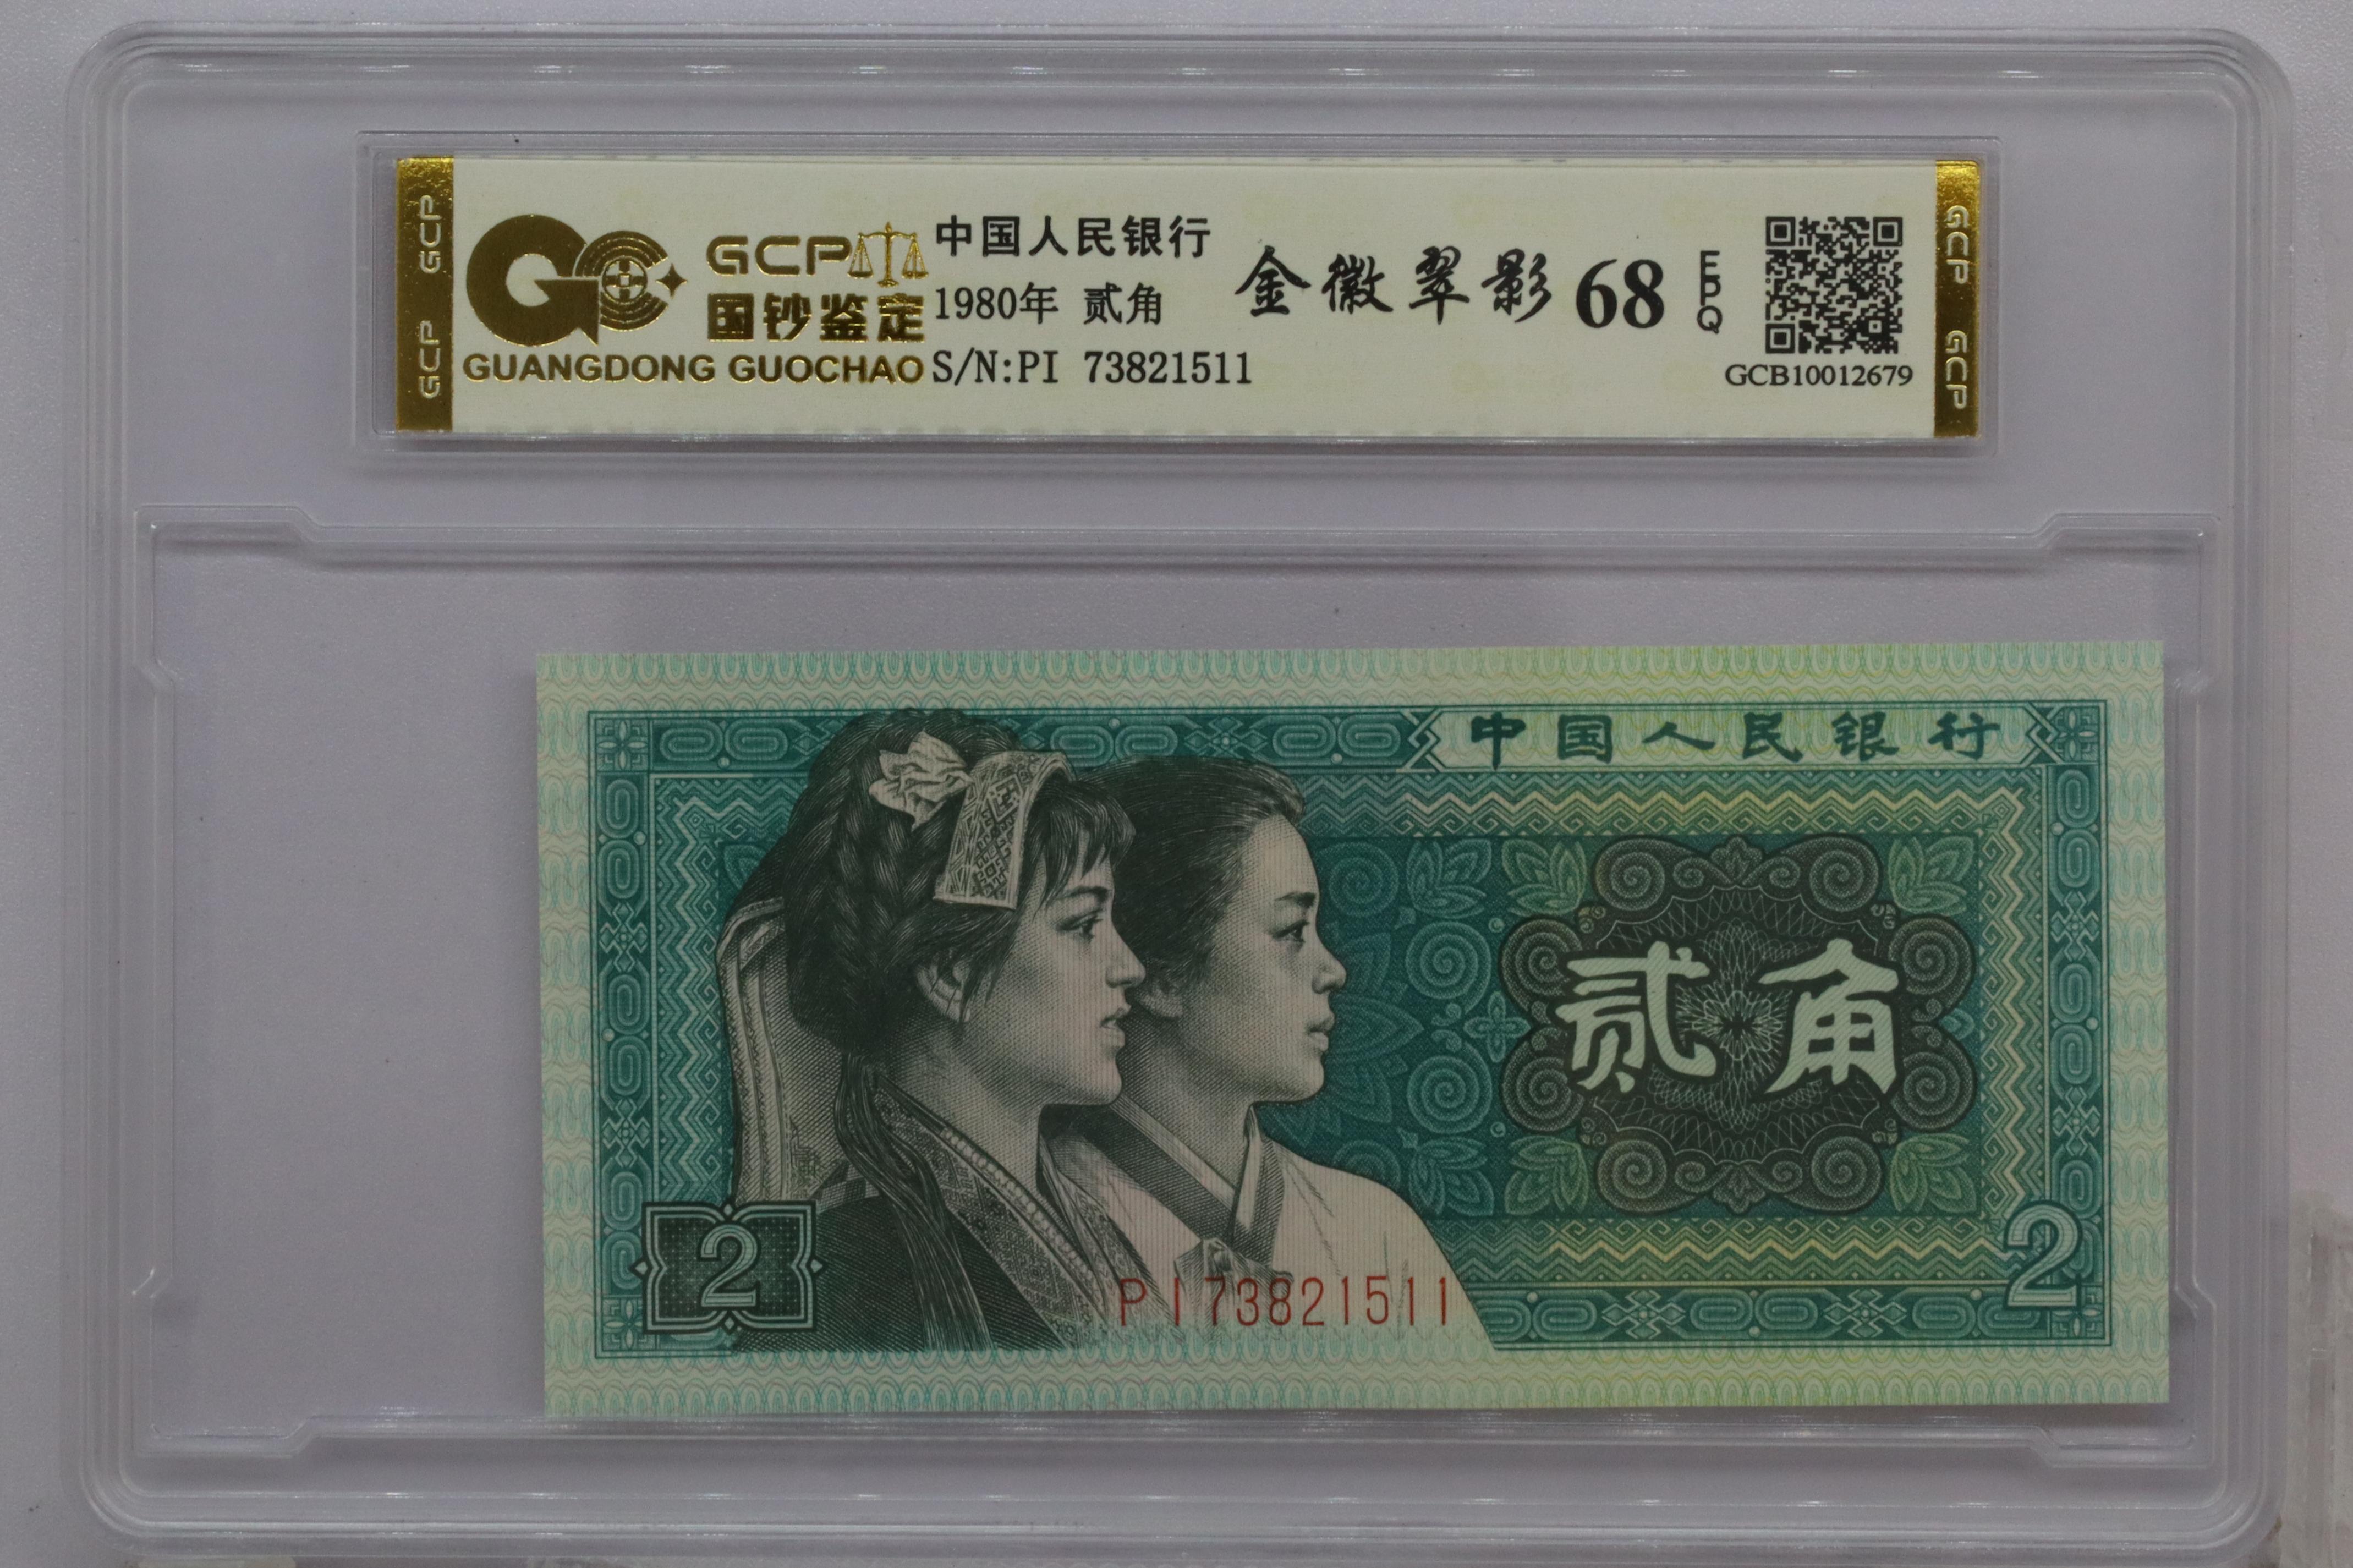 GCP GCP
GCP
国钞鉴定
GUANGDONG GUOCHAO
中国人民银行
1980年 贰角
S/N:PI 73821511
金徽翠影 68 EPQ
GCB10012679
GCP GCP
中国人民银行
贰角
2
PI73821511
2